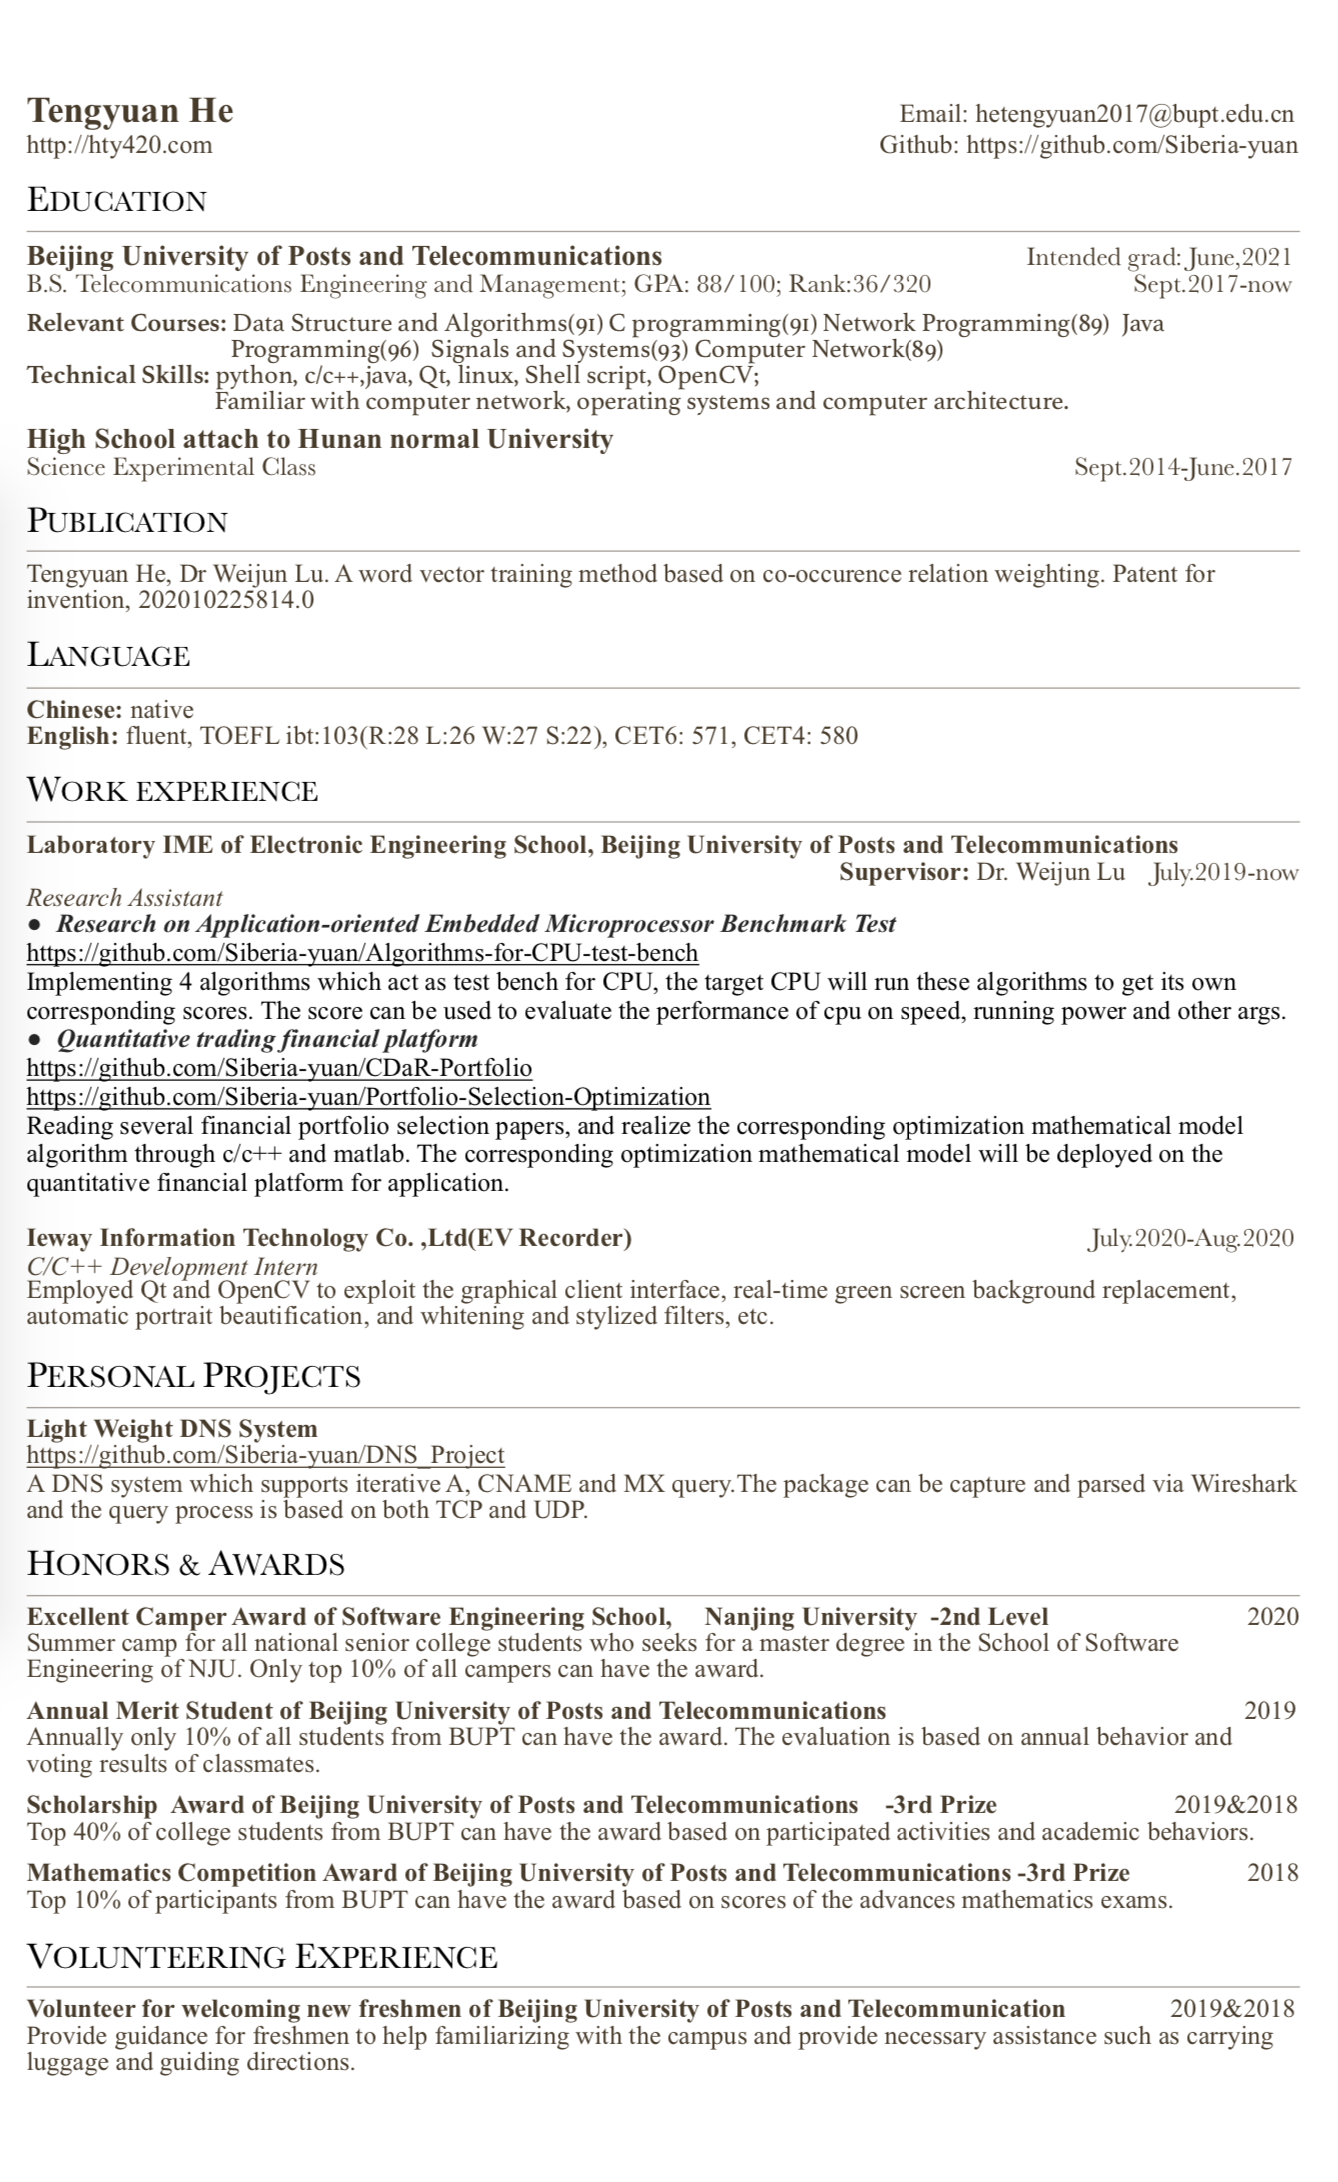 Tengyuan He
Email: hetengyuan2017@bupt.edu.cn
http://hty420.com
Github: https://github.com/Siberia-yuan
EDUCATION
Beijing University of Posts and Telecommunications
Intended grad: June,2021
B.S. Telecommunications Engineering and Management; GPA: 88/100; Rank:36/320
Sept.2017-now
Relevant Courses: Data Structure and Algorithms(91) C programming(91) Network Programming(89) Java
Programming(96) Signals and Systems(93) Computer Network(89)
Technical Skills: python, c/c++,java, Qt, linux, Shell script, OpenCV;
Familiar with computer network, operating systems and computer architecture.
High School attach to Hunan normal University
Science Experimental Class
Sept.2014-June.2017
PUBLICATION
Tengyuan He, Dr Weijun Lu. A word vector training method based on co-occurence relation weighting. Patent for
invention, 202010225814.0
LANGUAGE
Chinese: native
English: fluent, TOEFL ibt:103(R:28 L:26 W:27 S:22), CET6: 571, CET4: 580
WORK EXPERIENCE
Laboratory IME of Electronic Engineering School, Beijing University of Posts and Telecommunications
Supervisor: Dr. Weijun Lu July.2019-now
Research Assistant
● Research on Application-oriented Embedded Microprocessor Benchmark Test
https://github.com/Siberia-yuan/Algorithms-for-CPU-test-bench
Implementing 4 algorithms which act as test bench for CPU, the target CPU will run these algorithms to get its own
corresponding scores. The score can be used to evaluate the performance of cpu on speed, running power and other args.
● Quantitative trading financial platform
https://github.com/Siberia-yuan/CDaR-Portfolio
https://github.com/Siberia-yuan/Portfolio-Selection-Optimization
Reading several financial portfolio selection papers, and realize the corresponding optimization mathematical model
algorithm through c/c++ and matlab. The corresponding optimization mathematical model will be deployed on the
quantitative financial platform for application.
Ieway Information Technology Co. ,Ltd(EV Recorder)
July.2020-Aug.2020
C/C++ Development Intern
Employed Qt and OpenCV to exploit the graphical client interface, real-time green screen background replacement,
automatic portrait beautification, and whitening and stylized filters, etc.
PERSONAL PROJECTS
Light Weight DNS System
https://github.com/Siberia-yuan/DNS_Project
A DNS system which supports iterative A, CNAME and MX query.The package can be capture and parsed via Wireshark
and the query process is based on both TCP and UDP.
HONORS & AWARDS
Excellent Camper Award of Software Engineering School, Nanjing University -2nd Level
2020
Summer camp for all national senior college students who seeks for a master degree in the School of Software
Engineering of NJU. Only top 10% of all campers can have the award.
Annual Merit Student of Beijing University of Posts and Telecommunications
2019
Annually only 10% of all students from BUPT can have the award. The evaluation is based on annual behavior and
voting results of classmates.
Scholarship Award of Beijing University of Posts and Telecommunications -3rd Prize
2019&2018
Top 40% of college students from BUPT can have the award based on participated activities and academic behaviors.
Mathematics Competition Award of Beijing University of Posts and Telecommunications -3rd Prize
2018
Top 10% of participants from BUPT can have the award based on scores of the advances mathematics exams.
VOLUNTEERING EXPERIENCE
Volunteer for welcoming new freshmen of Beijing University of Posts and Telecommunication
2019&2018
Provide guidance for freshmen to help familiarizing with the campus and provide necessary assistance such as carrying
luggage and guiding directions.